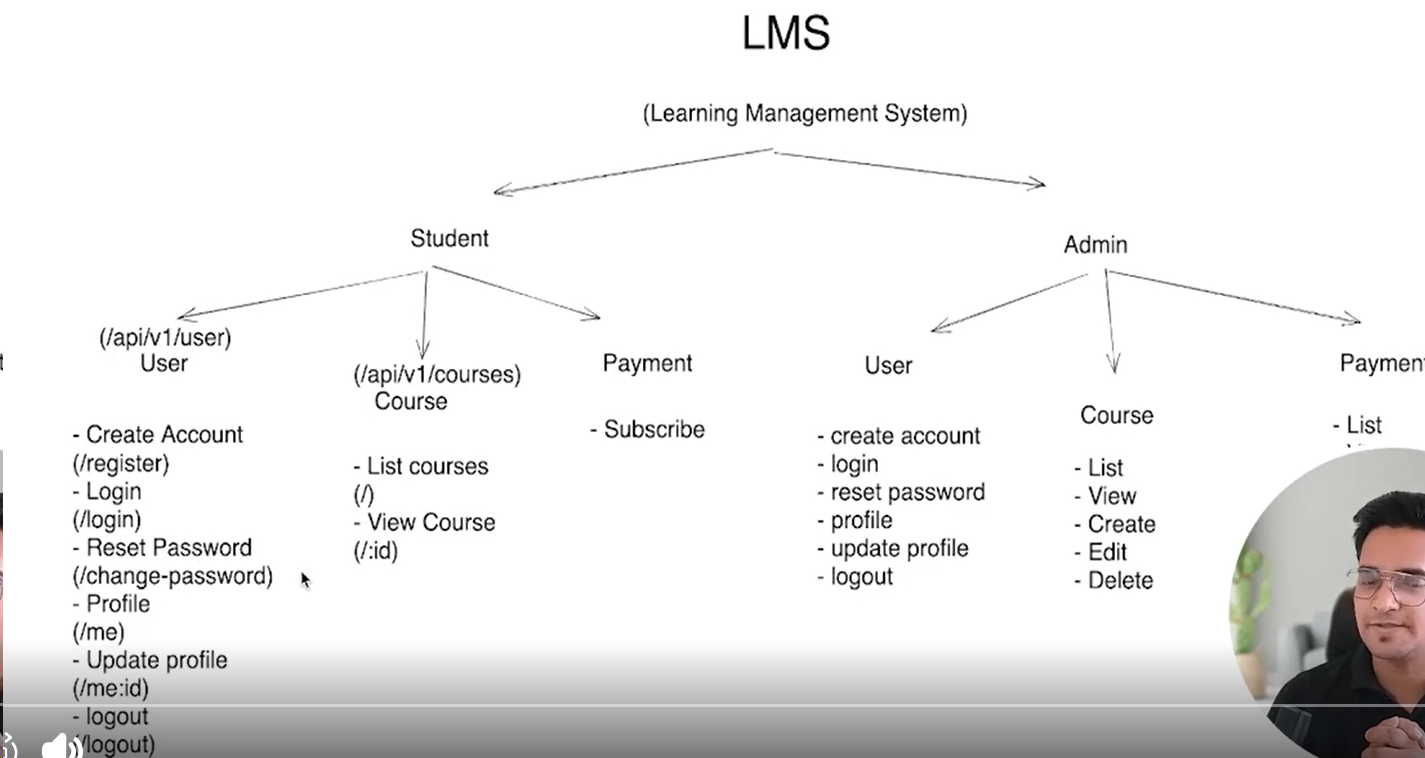 LMS
(Learning Management System)
Student
Admin
(/api/v1/user)
User
(/api/v1/courses)
Course
Payment
User
Course
- Create Account
(/register)
- Login
(/login)
- Reset Password
(/change-password)
- Profile
(/me)
- Update profile
(/me:id)
- logout
/logout)
- List courses
(/)
- View Course
(/:id)
- Subscribe
- create account
- login
- reset password
- profile
- update profile
- logout
- List
- View
- Create
- Edit
- Delete
Paymen
- List